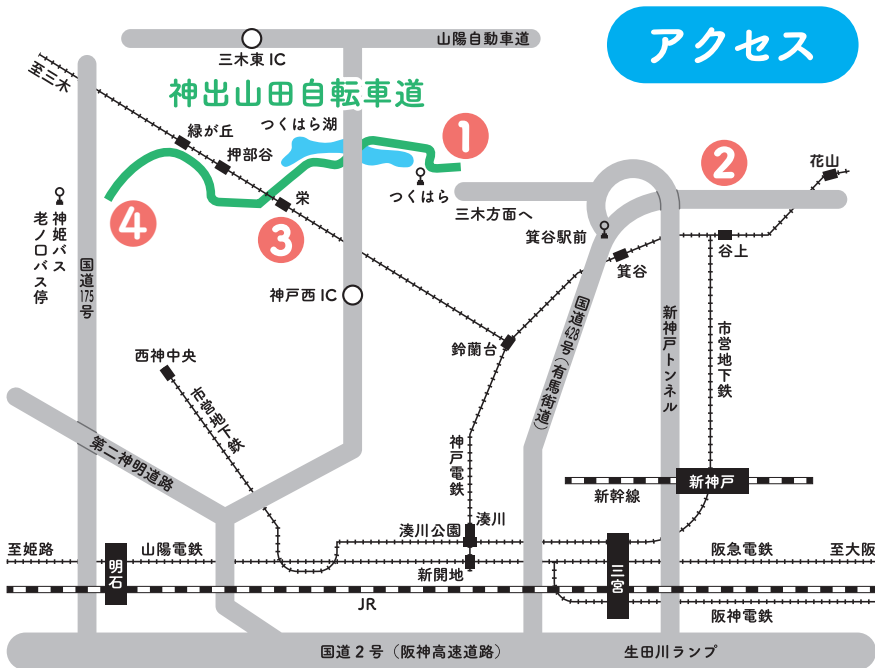 アクセス
山陽自動車道
三木東IC
至三木
神出山田自転車道
つくはら湖
緑が丘
押部谷
栄
1
2
3
4
つくはら
三木方面へ
花山
箕谷駅前
箕谷
谷上
神姫バス
老ノ口バス停
国道175号
神戸西IC
西神中央
市営地下鉄
鈴蘭台
国道428号(有馬街道)
新神戸トンネル
市営地下鉄
第二神明道路
神戸電鉄
新神戸
新幹線
湊川
湊川公園
至姫路
山陽電鉄
明石
新開地
三宮
阪急電鉄
至大阪
JR
阪神電鉄
国道2号(阪神高速道路)
生田川ランプ